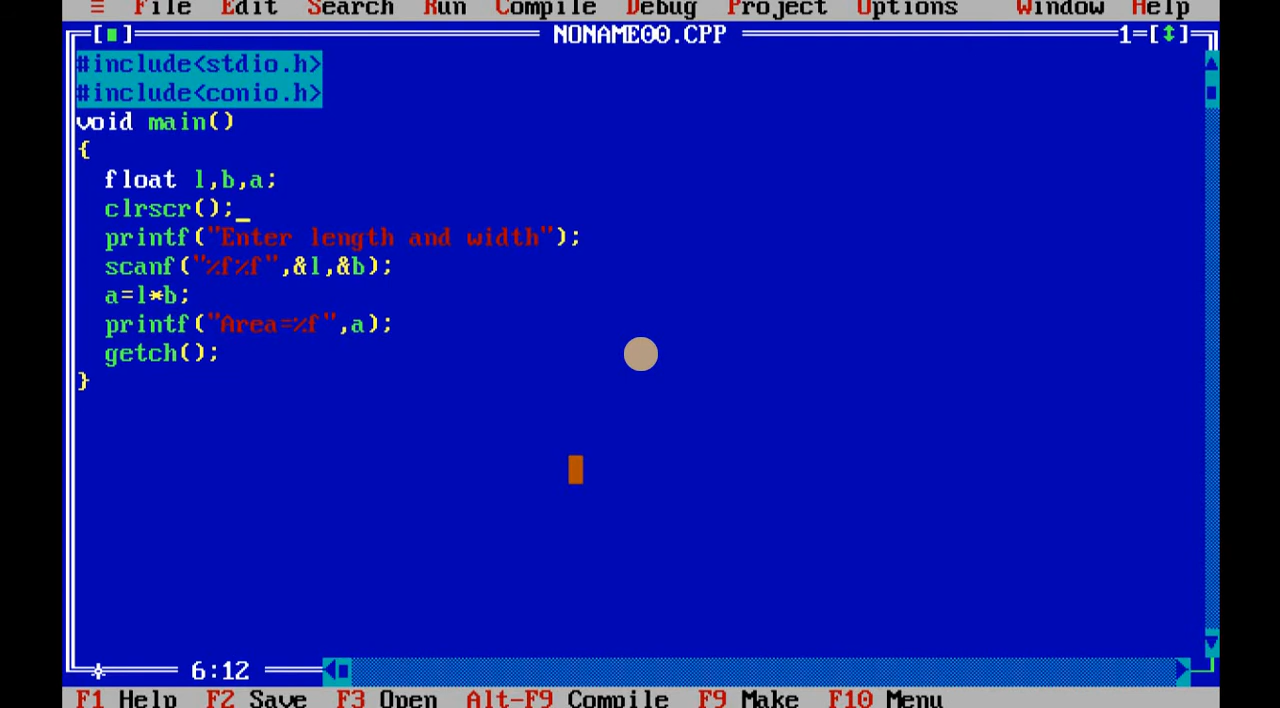 ≡ File Edit Search Run Compile Debug Project Options Window Help
[■] NONAME00.CPP 1=[↕]
#include<stdio.h>
#include<conio.h>
void main()
{
float l,b,a;
clrscr();_
printf("Enter length and width");
scanf("%f%f",&l,&b);
a=l*b;
printf("Area=%f",a);
getch();
}
6:12
F1 Help F2 Save F3 Open Alt-F9 Compile F9 Make F10 Menu